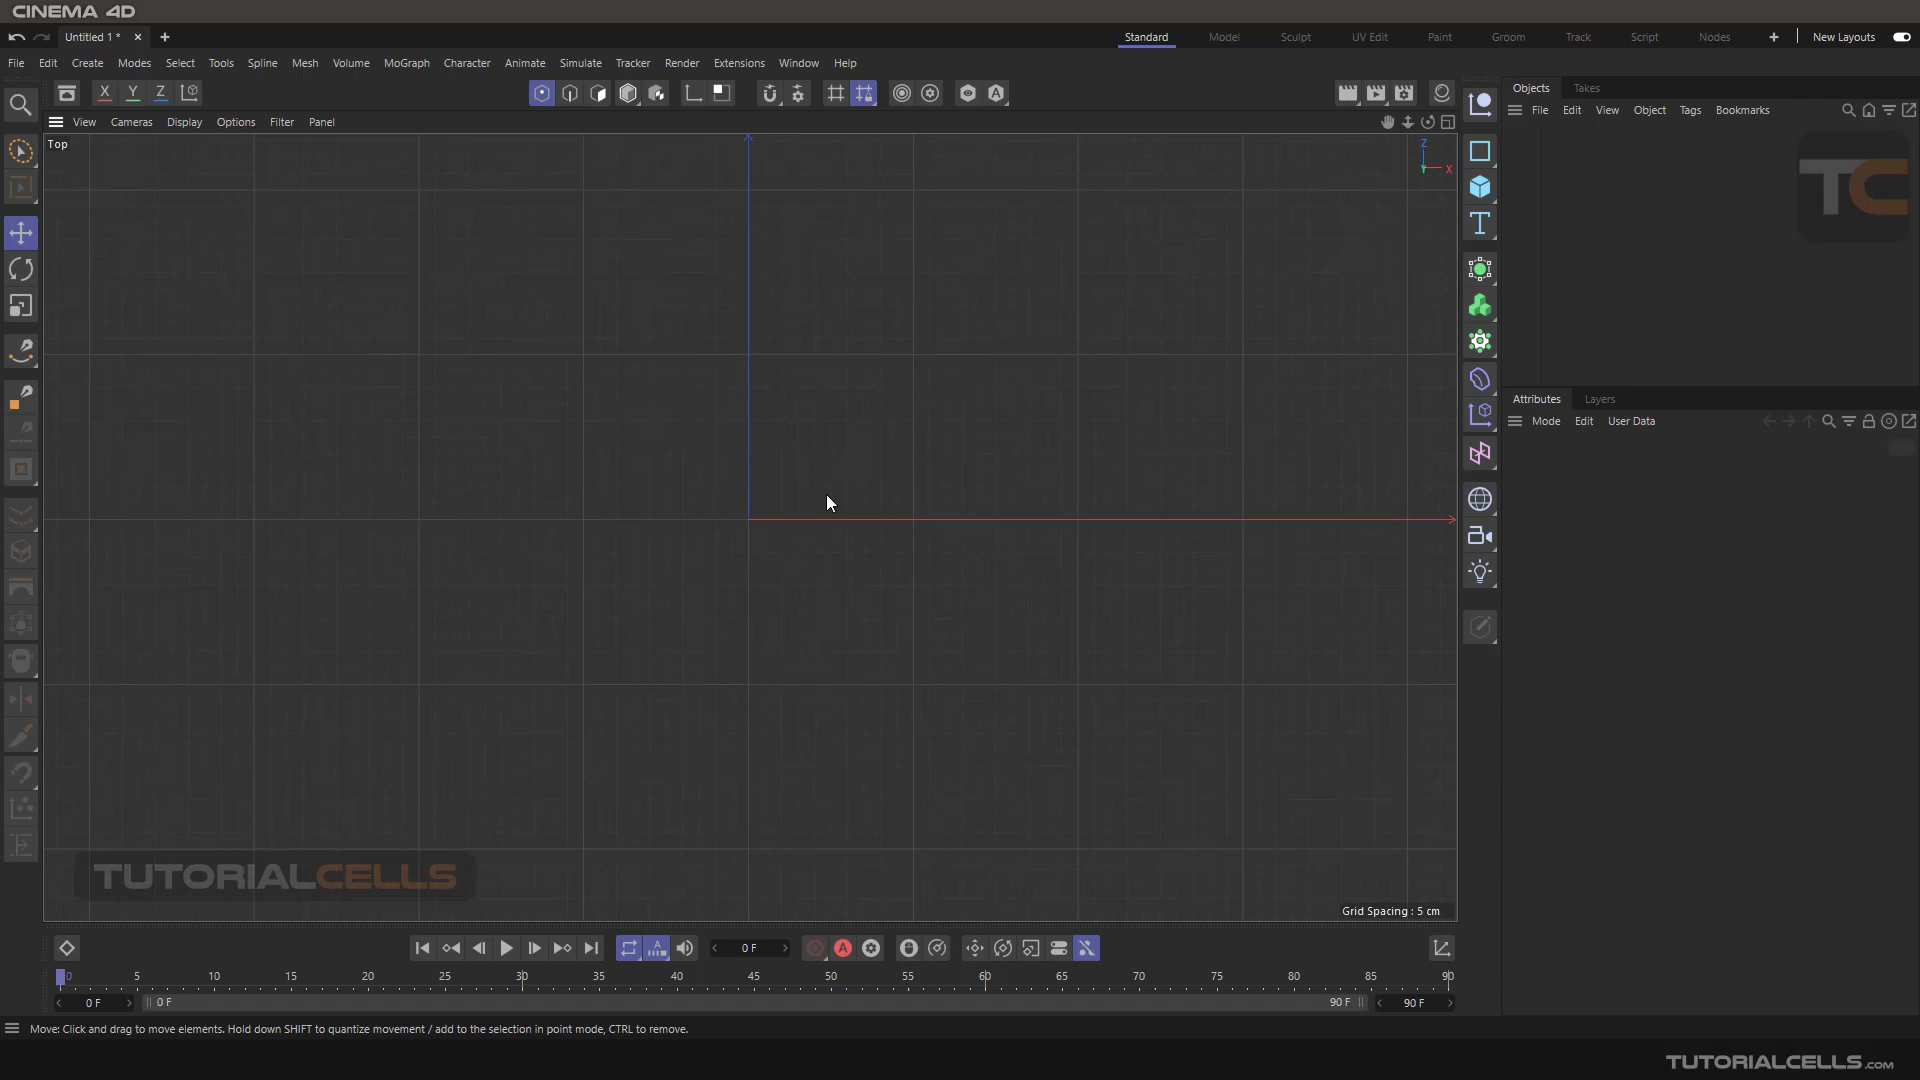 CINEMA 4D
Untitled 1 *
Standard
Model
Sculpt
UV Edit
Paint
Groom
Track
Script
Nodes
New Layouts
File Edit Create Modes Select Tools Spline Mesh Volume MoGraph Character Animate Simulate Tracker Render Extensions Window Help
X Y Z
Objects Takes
View Cameras Display Options Filter Panel
File Edit View Object Tags Bookmarks
Top
Z
Y X
TC
T
Attributes Layers
Mode Edit User Data
TUTORIALCELLS
Grid Spacing : 5 cm
A
0 F
A
0 5 10 15 20 25 30 35 40 45 50 55 60 65 70 75 80 85 90
0 F
0 F
90 F
90 F
Move: Click and drag to move elements. Hold down SHIFT to quantize movement / add to the selection in point mode, CTRL to remove.
TUTORIALCELLS.com